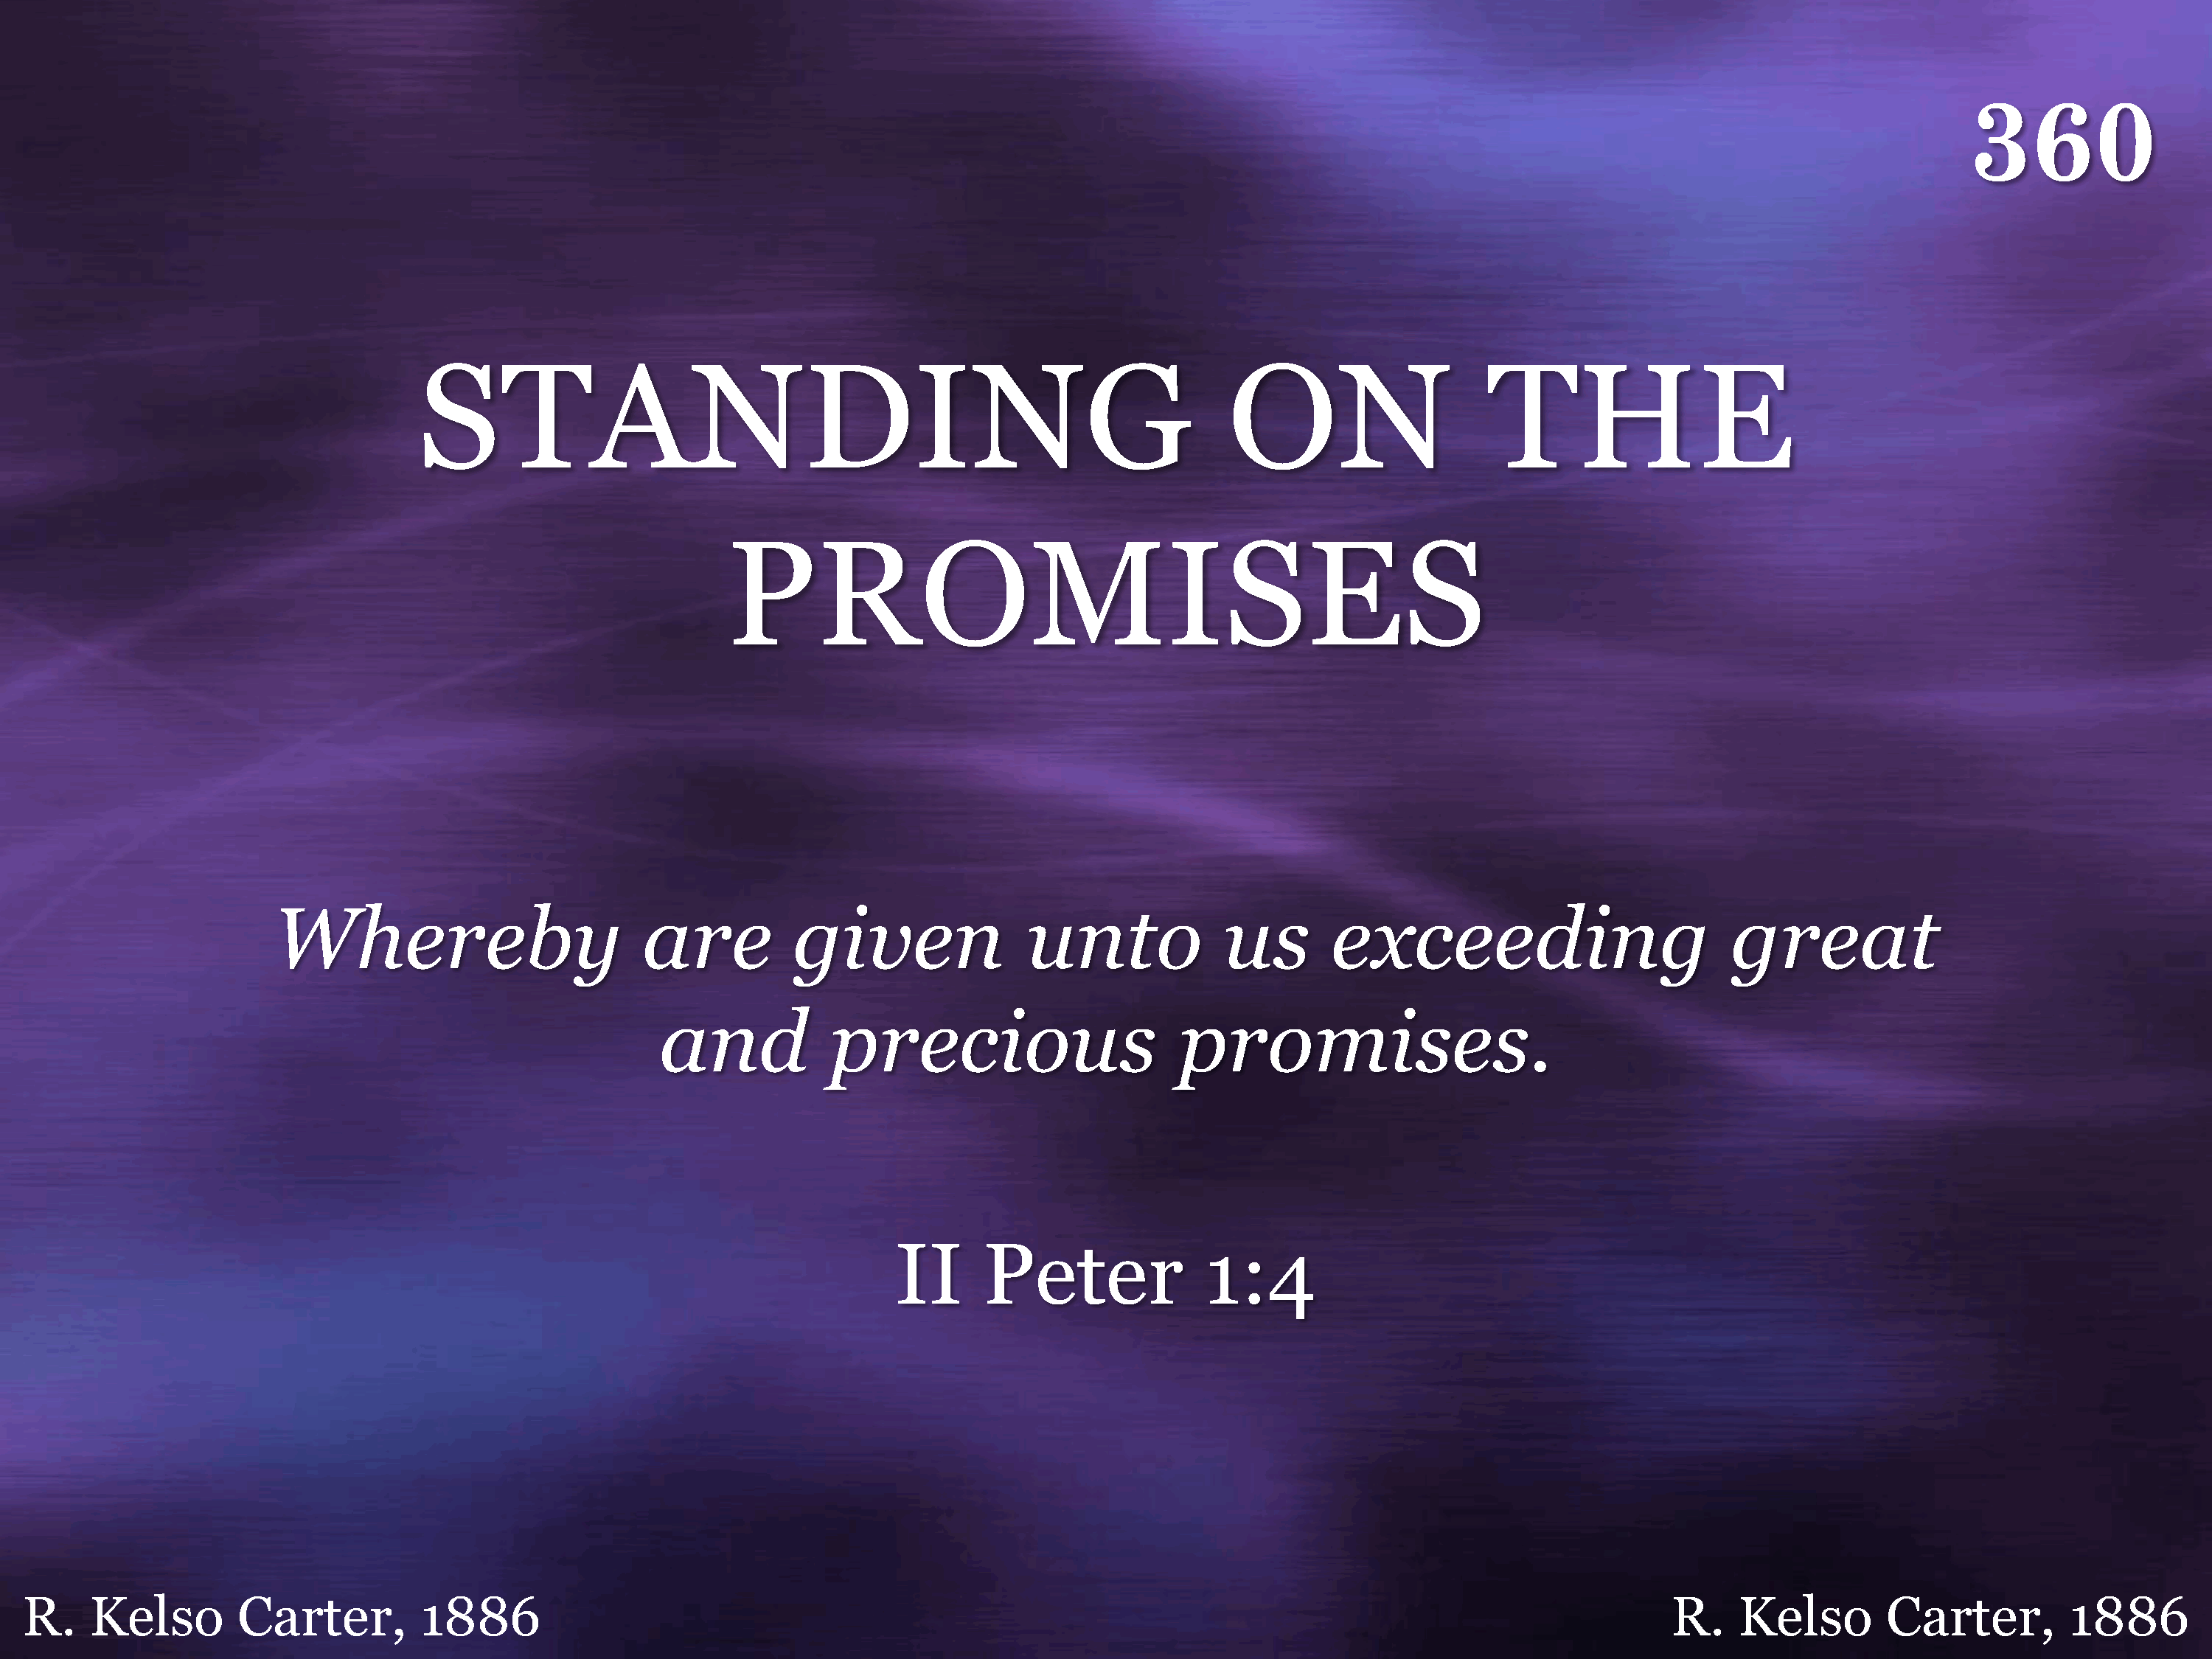 360
STANDING ON THE
PROMISES
Whereby are given unto us exceeding great
and precious promises.
II Peter 1:4
R. Kelso Carter, 1886
R. Kelso Carter, 1886